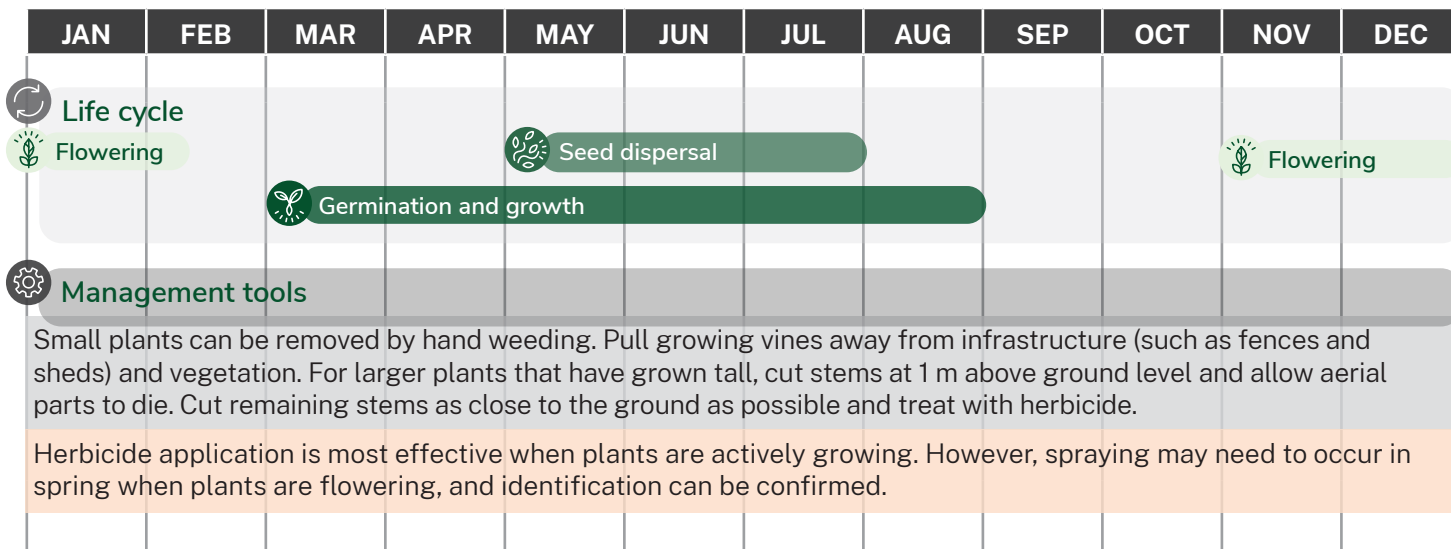 JAN FEB MAR APR MAY JUN JUL AUG SEP OCT NOV DEC
Life cycle
Flowering Seed dispersal Flowering
Germination and growth
Management tools
Small plants can be removed by hand weeding. Pull growing vines away from infrastructure (such as fences and
sheds) and vegetation. For larger plants that have grown tall, cut stems at 1 m above ground level and allow aerial
parts to die. Cut remaining stems as close to the ground as possible and treat with herbicide.
Herbicide application is most effective when plants are actively growing. However, spraying may need to occur in
spring when plants are flowering, and identification can be confirmed.